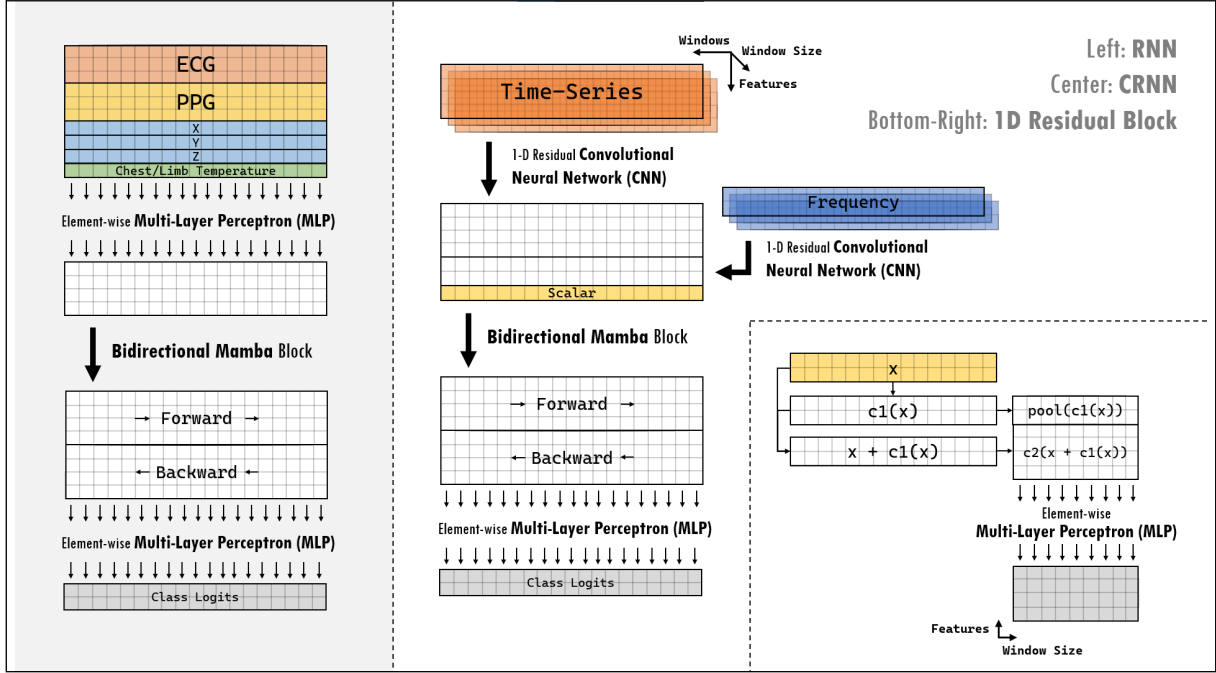 ECG
PPG
X
Y
Z
Chest/Limb Temperature
Element-wise Multi-Layer Perceptron (MLP)
Bidirectional Mamba Block
Forward
Backward
Element-wise Multi-Layer Perceptron (MLP)
Class Logits
Windows
Window Size
Features
Time-Series
1-D Residual Convolutional
Neural Network (CNN)
Frequency
1-D Residual Convolutional
Neural Network (CNN)
Scalar
Bidirectional Mamba Block
Forward
Backward
Element-wise Multi-Layer Perceptron (MLP)
Class Logits
Left: RNN
Center: CRNN
Bottom-Right: 1D Residual Block
x
c1(x)
pool(c1(x))
x + c1(x)
c2(x + c1(x))
Element-wise
Multi-Layer Perceptron (MLP)
Features
Window Size